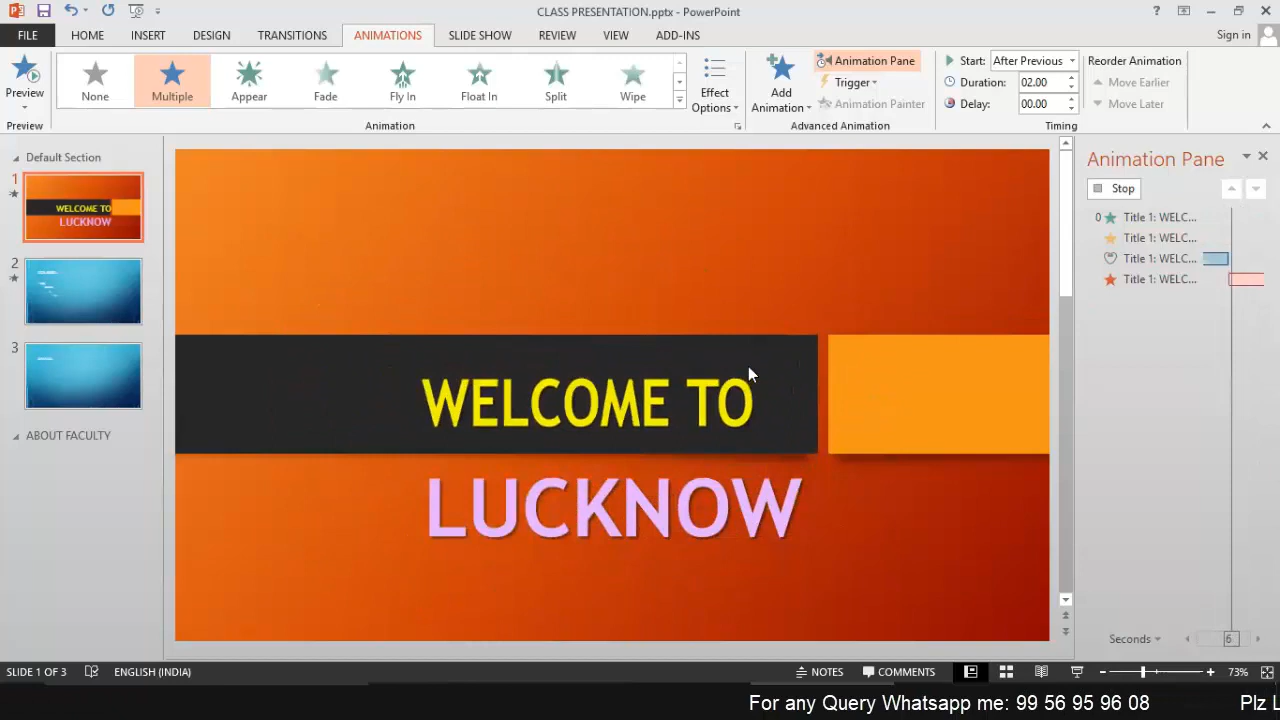 CLASS PRESENTATION.pptx - PowerPoint
?
FILE HOME INSERT DESIGN TRANSITIONS ANIMATIONS SLIDE SHOW REVIEW VIEW ADD-INS Sign in
Preview
None Multiple Appear Fade Fly In Float In Split Wipe
Effect Options
Add Animation
Animation Pane
Trigger
Animation Painter
Start: After Previous
Duration: 02.00
Delay: 00.00
Reorder Animation
Move Earlier
Move Later
Preview Animation Advanced Animation Timing
Default Section
1
WELCOME TO
LUCKNOW
2
3
ABOUT FACULTY
WELCOME TO
LUCKNOW
Animation Pane
Stop
0 Title 1: WELC...
Title 1: WELC...
Title 1: WELC...
Title 1: WELC...
Seconds 6
SLIDE 1 OF 3 ENGLISH (INDIA) NOTES COMMENTS 73%
For any Query Whatsapp me: 99 56 95 96 08 Plz L